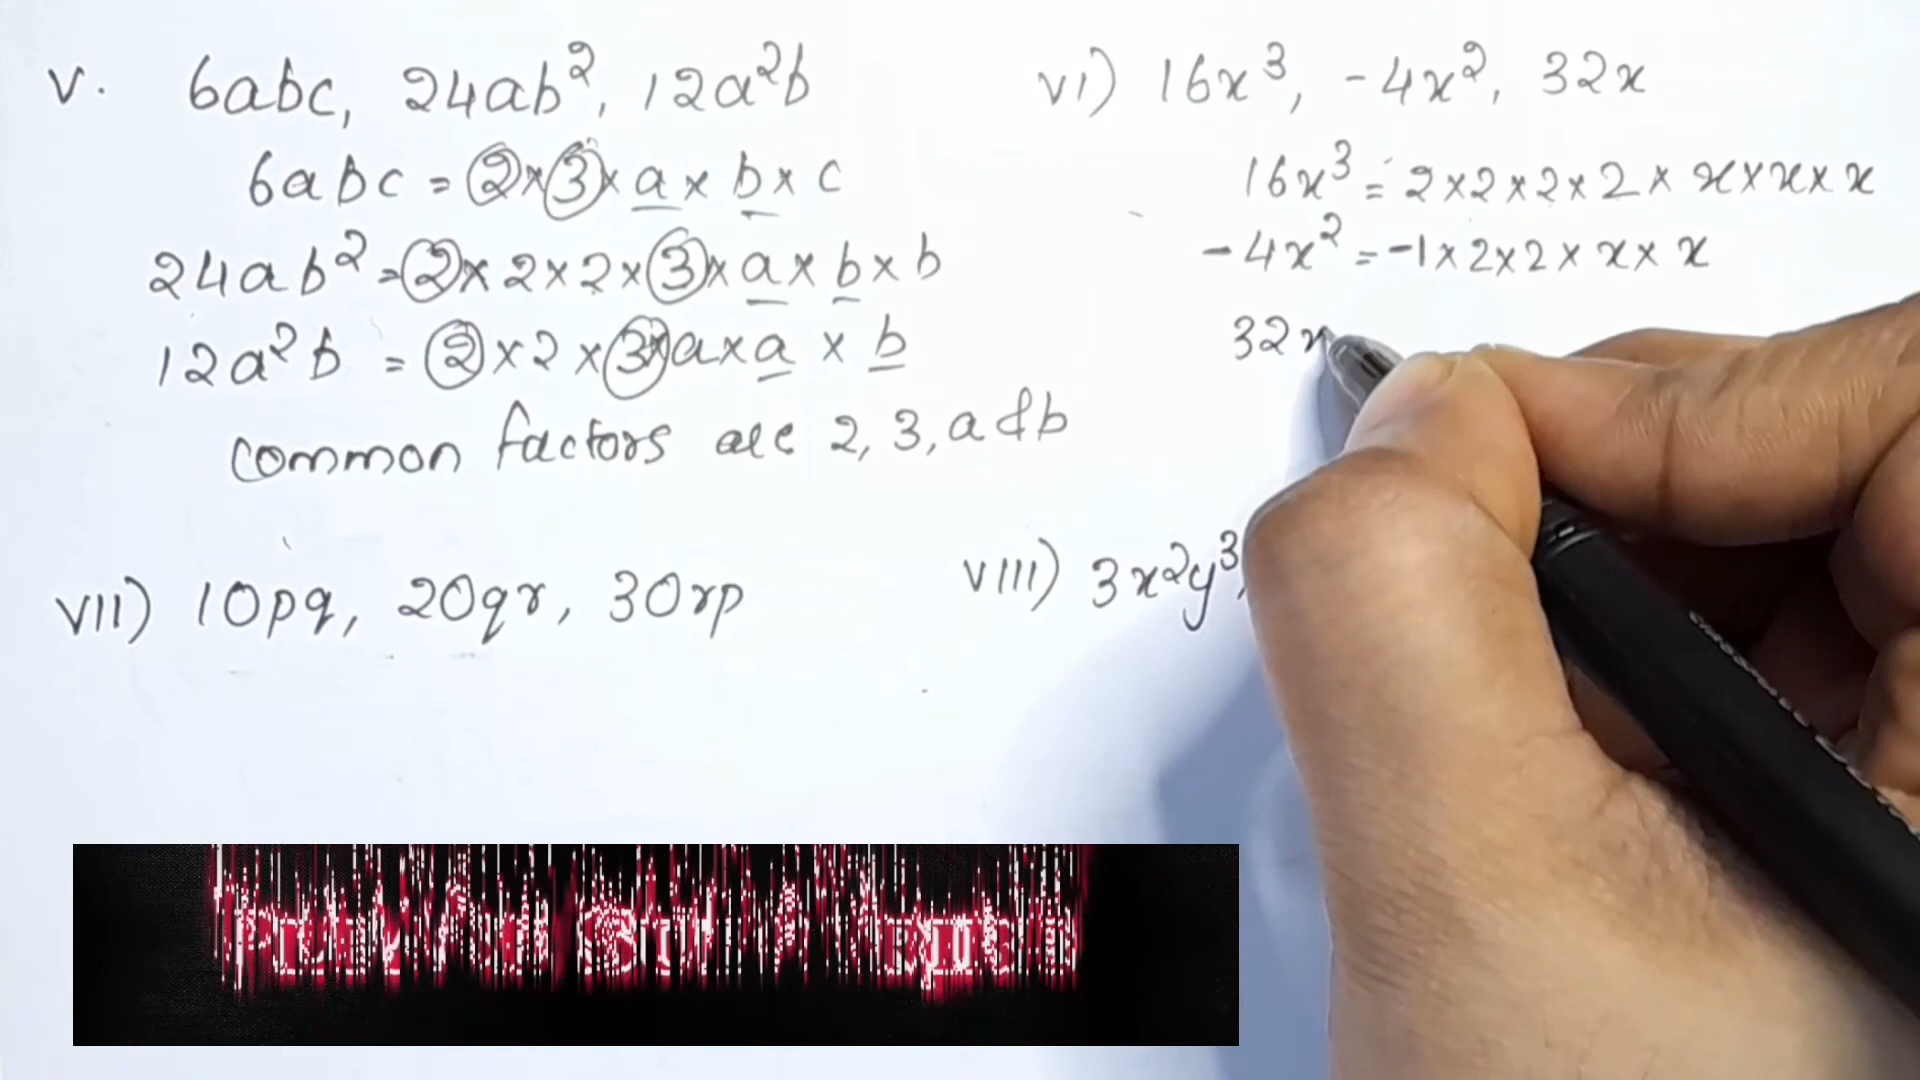 v. 6abc, 24ab², 12a²b
6abc = 2×3×a×b×c
24ab² = 2×2×2×3×a×b×b
12a²b = 2×2×3×a×a×b
common factors are 2, 3, a & b
vi) 16x³, -4x², 32x
16x³ = 2×2×2×2×x×x×x
-4x² = -1×2×2×x×x
32x
vii) 10pq, 20qr, 30rp
viii) 3x²y³,